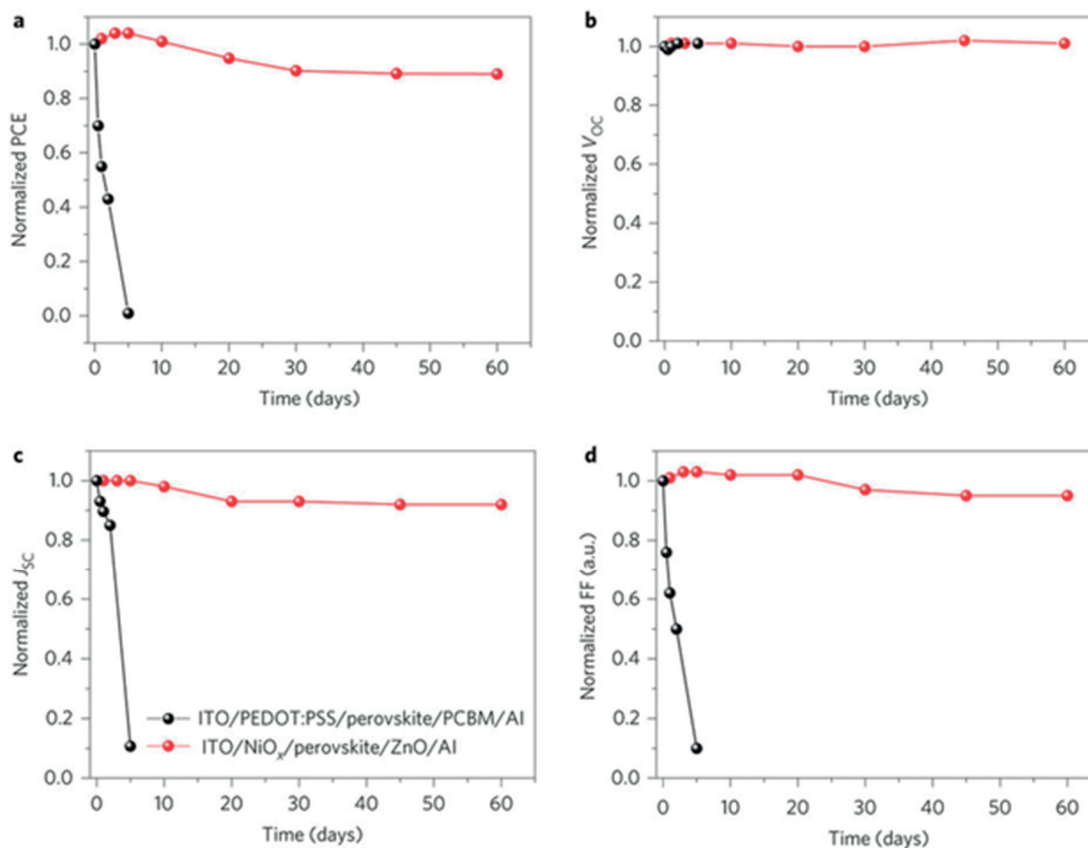 a
Normalized PCE
1.0
0.8
0.6
0.4
0.2
0.0
0 10 20 30 40 50 60
Time (days)
b
Normalized VOC
1.0
0.8
0.6
0.4
0.2
0.0
0 10 20 30 40 50 60
Time (days)
c
Normalized JSC
1.0
0.8
0.6
0.4
0.2
0.0
ITO/PEDOT:PSS/perovskite/PCBM/Al
ITO/NiOx/perovskite/ZnO/Al
0 10 20 30 40 50 60
Time (days)
d
Normalized FF (a.u.)
1.0
0.8
0.6
0.4
0.2
0.0
0 10 20 30 40 50 60
Time (days)